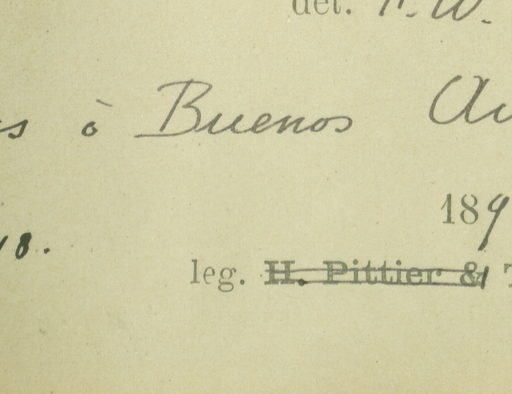 det.
à Buenos
189
18.
leg. H. Pittier &